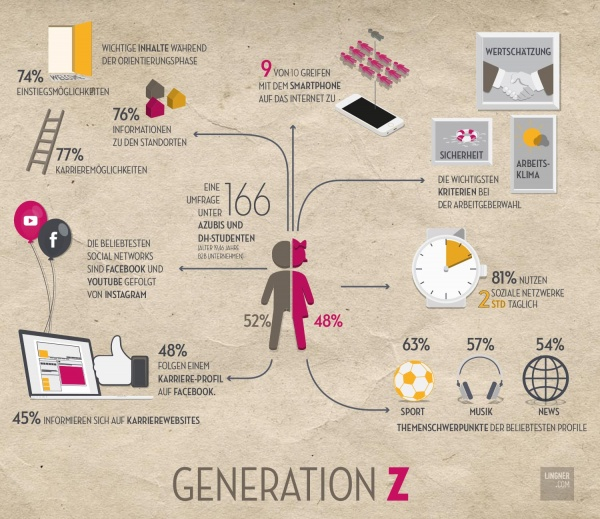 WICHTIGE INHALTE WÄHREND
DER ORIENTIERUNGSPHASE
74%
EINSTIEGSMÖGLICHKEITEN
76%
INFORMATIONEN
ZU DEN STANDORTEN
77%
KARRIEREMÖGLICHKEITEN
9 VON 10 GREIFEN
MIT DEM SMARTPHONE
AUF DAS INTERNET ZU
WERTSCHÄTZUNG
SICHERHEIT
ARBEITS-
KLIMA
DIE WICHTIGSTEN
KRITERIEN BEI
DER ARBEITGEBERWAHL
EINE
UMFRAGE
UNTER
166
AZUBIS UND
DH-STUDENTEN
B2B UNTERNEHMEN)
DIE BELIEBTESTEN
SOCIAL NETWORKS
SIND FACEBOOK UND
YOUTUBE GEFOLGT
VON INSTAGRAM
f
52%
48%
81% NUTZEN
SOZIALE NETZWERKE
2 STD TÄGLICH
48%
FOLGEN EINEM
KARRIERE-PROFIL
AUF FACEBOOK.
45% INFORMIEREN SICH AUF KARRIEREWEBSITES
63%
57%
54%
SPORT
MUSIK
NEWS
THEMENSCHWERPUNKTE DER BELIEBTESTEN PROFILE
GENERATION Z
LINGNER
.COM